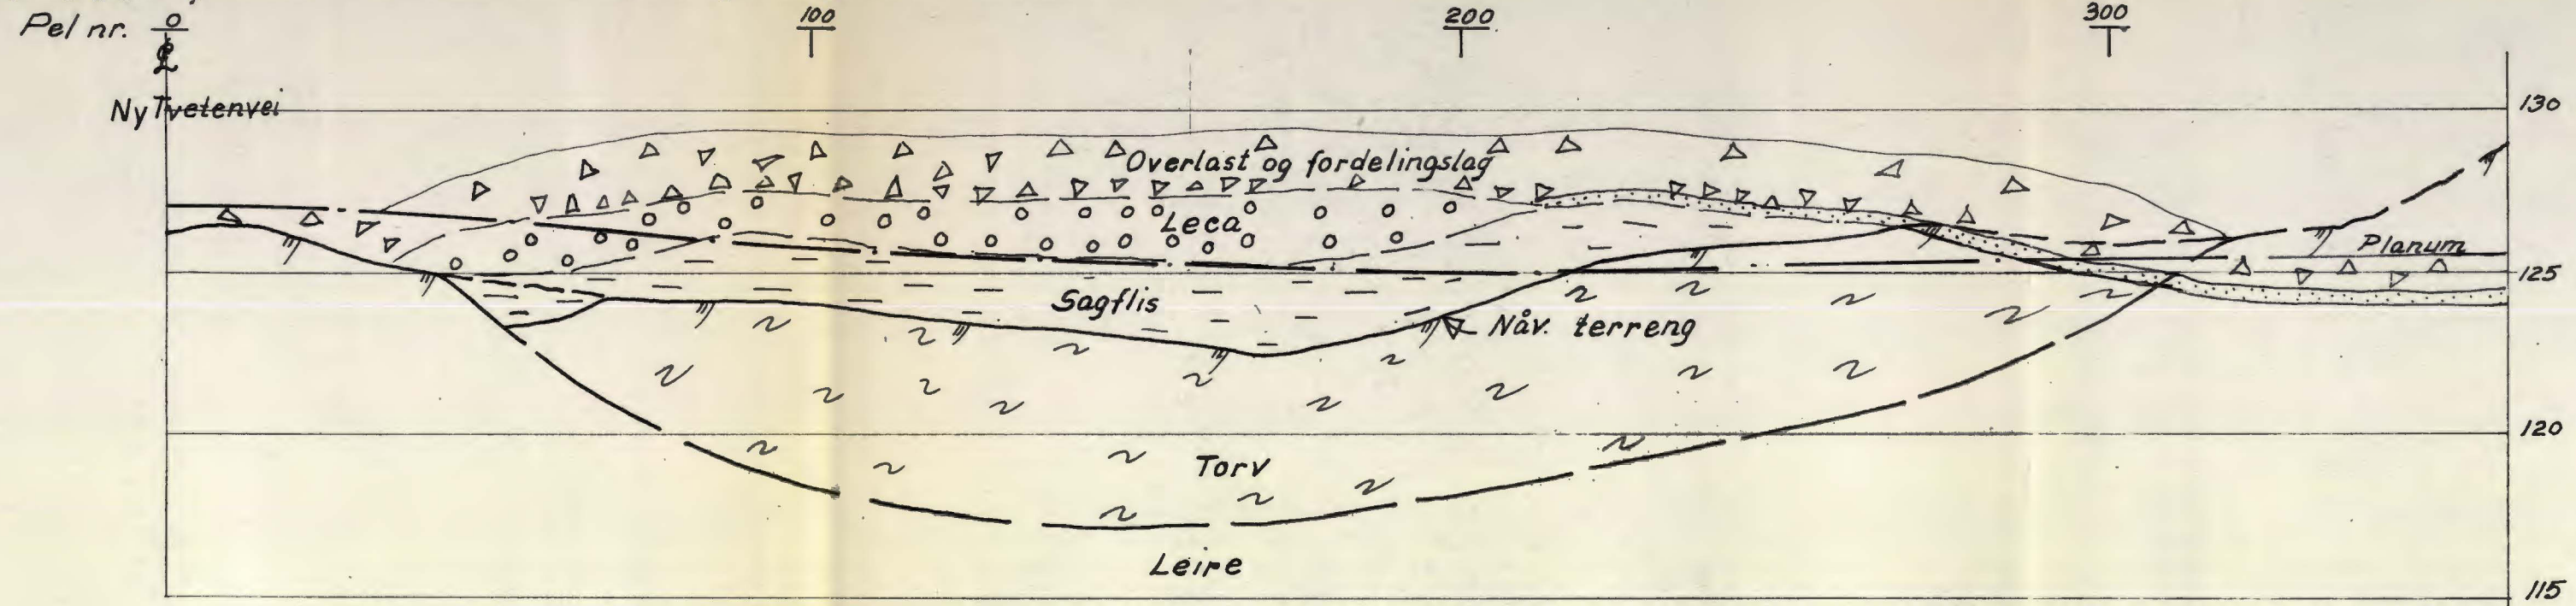 Pel nr. 0 100 200 300
℄
Ny Tvetenvei
130
Overlast og fordelingslag
Leca
Planum
125
Sagflis
Nåv. terreng
120
Torv
Leire
115